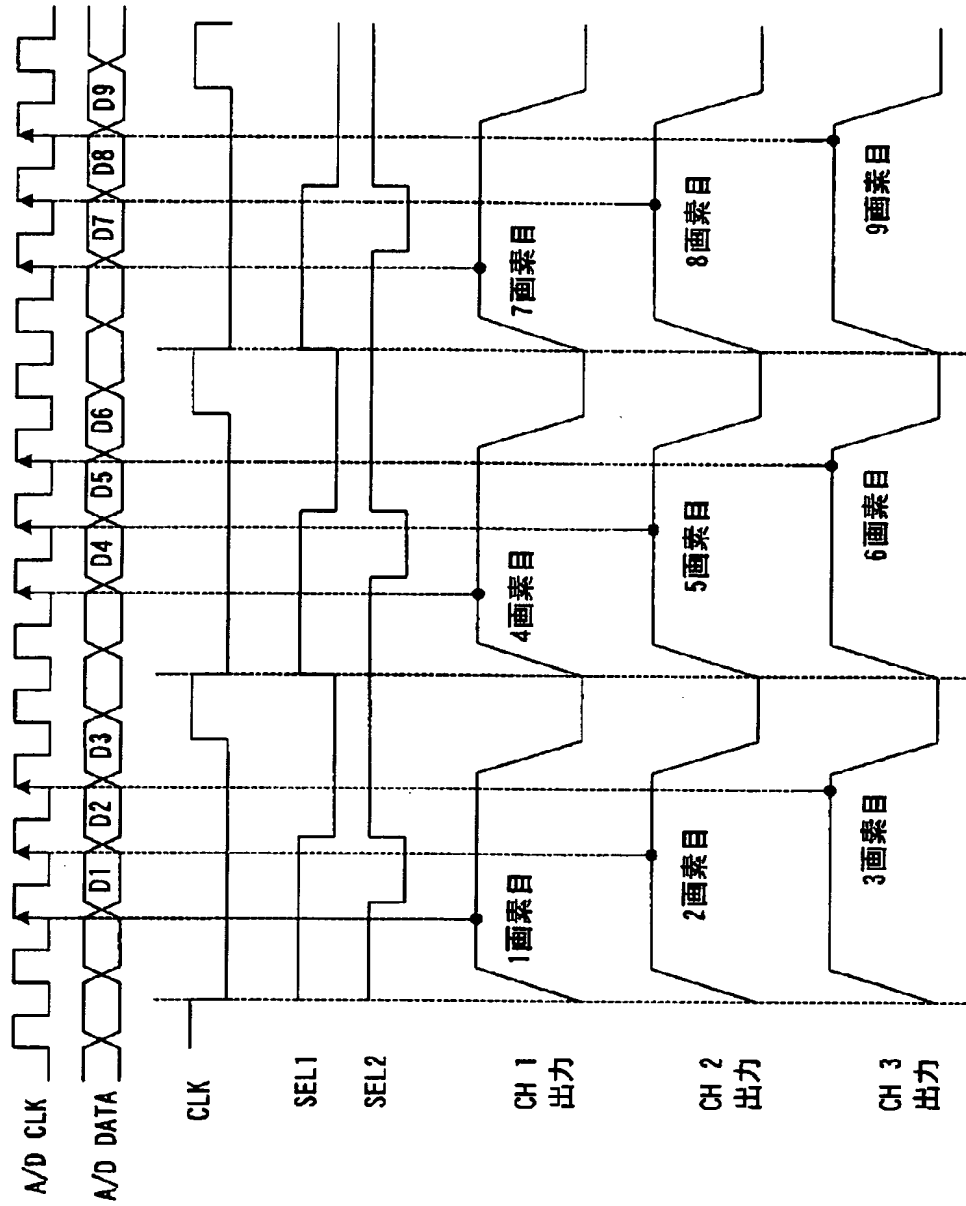 A/D CLK
A/D DATA
D1 D2 D3 D4 D5 D6 D7 D8 D9
CLK
SEL1
SEL2
CH 1
出力
1画素目 4画素目 7画素目
CH 2
出力
2画素目 5画素目 8画素目
CH 3
出力
3画素目 6画素目 9画素目